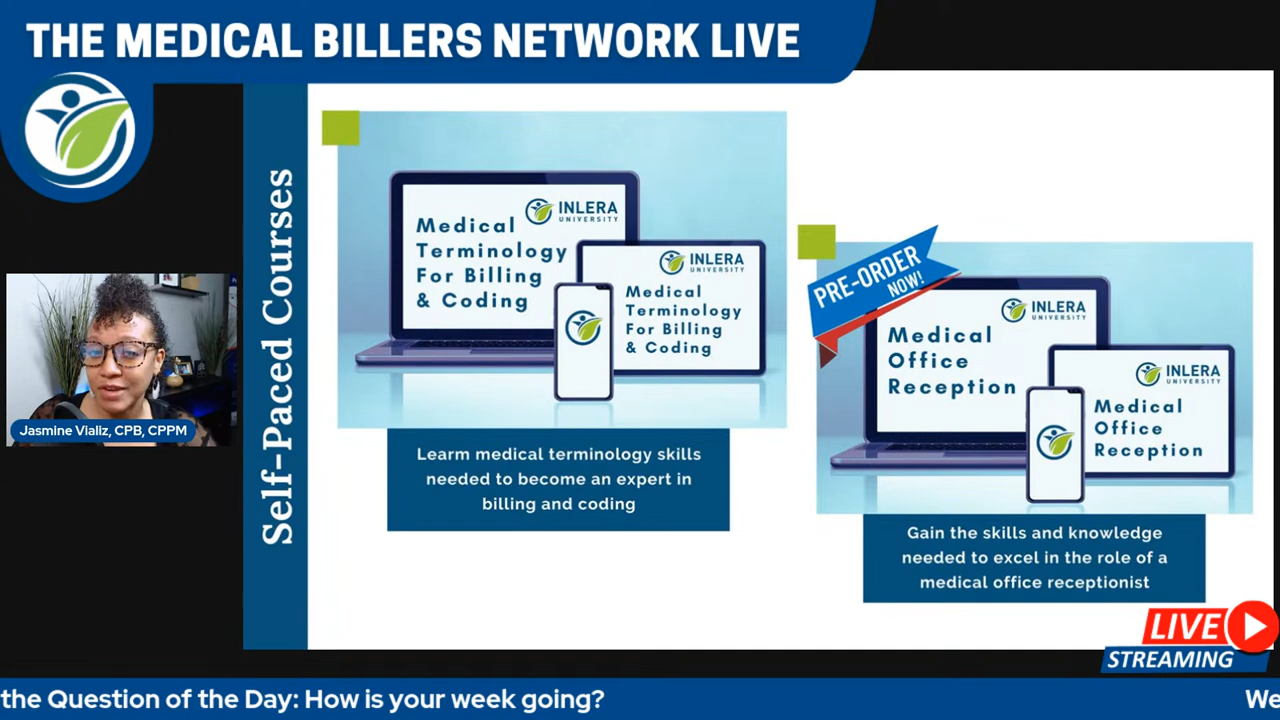 THE MEDICAL BILLERS NETWORK LIVE
Self-Paced Courses
INLERA
UNIVERSITY
Medical
Terminology
For Billing
& Coding
INLERA
UNIVERSITY
Medical
Terminology
For Billing
& Coding
Learm medical terminology skills
needed to become an expert in
billing and coding
PRE-ORDER
NOW!
INLERA
UNIVERSITY
Medical
Office
Reception
INLERA
UNIVERSITY
Medical
Office
Reception
Gain the skills and knowledge
needed to excel in the role of a
medical office receptionist
Jasmine Vializ, CPB, CPPM
LIVE
STREAMING
the Question of the Day: How is your week going?
We